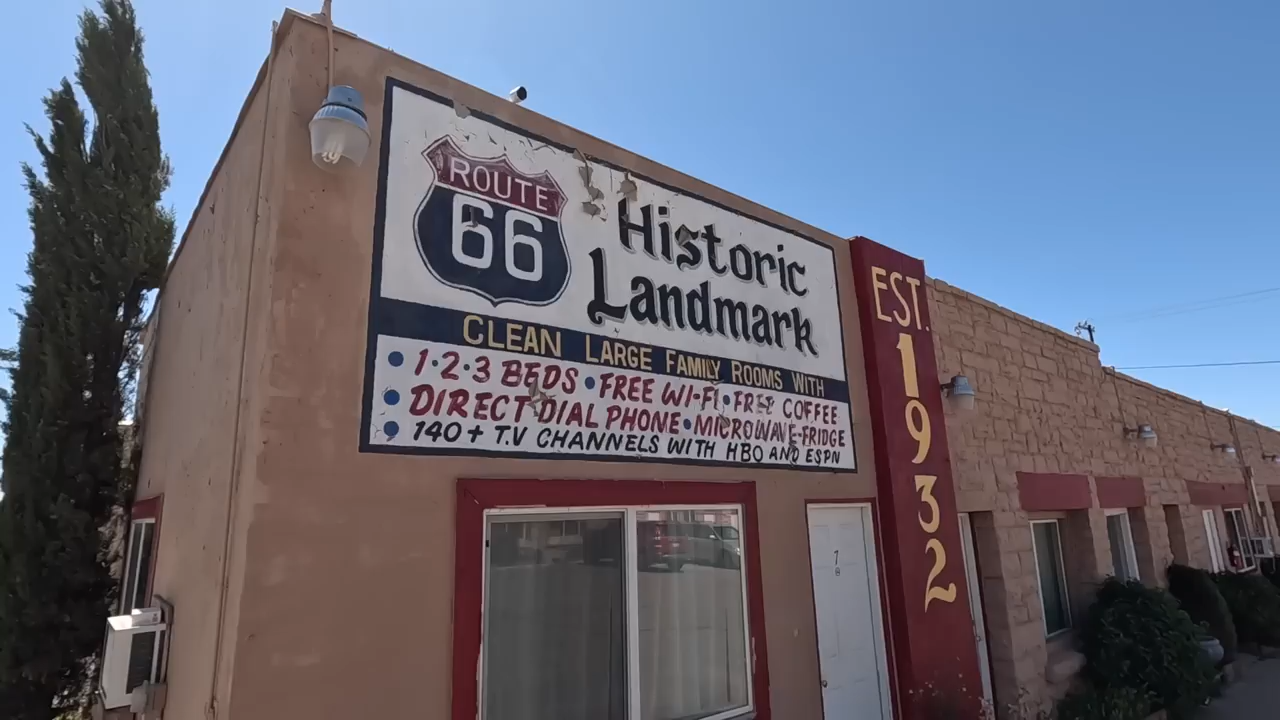 ROUTE
66
Historic
Landmark
CLEAN LARGE FAMILY ROOMS WITH
• 1•2•3 BEDS • FREE WI-FI • FREE COFFEE
• DIRECT DIAL PHONE • MICROWAVE-FRIDGE
• 140+ T.V CHANNELS WITH HBO AND ESPN
EST.
1932
7